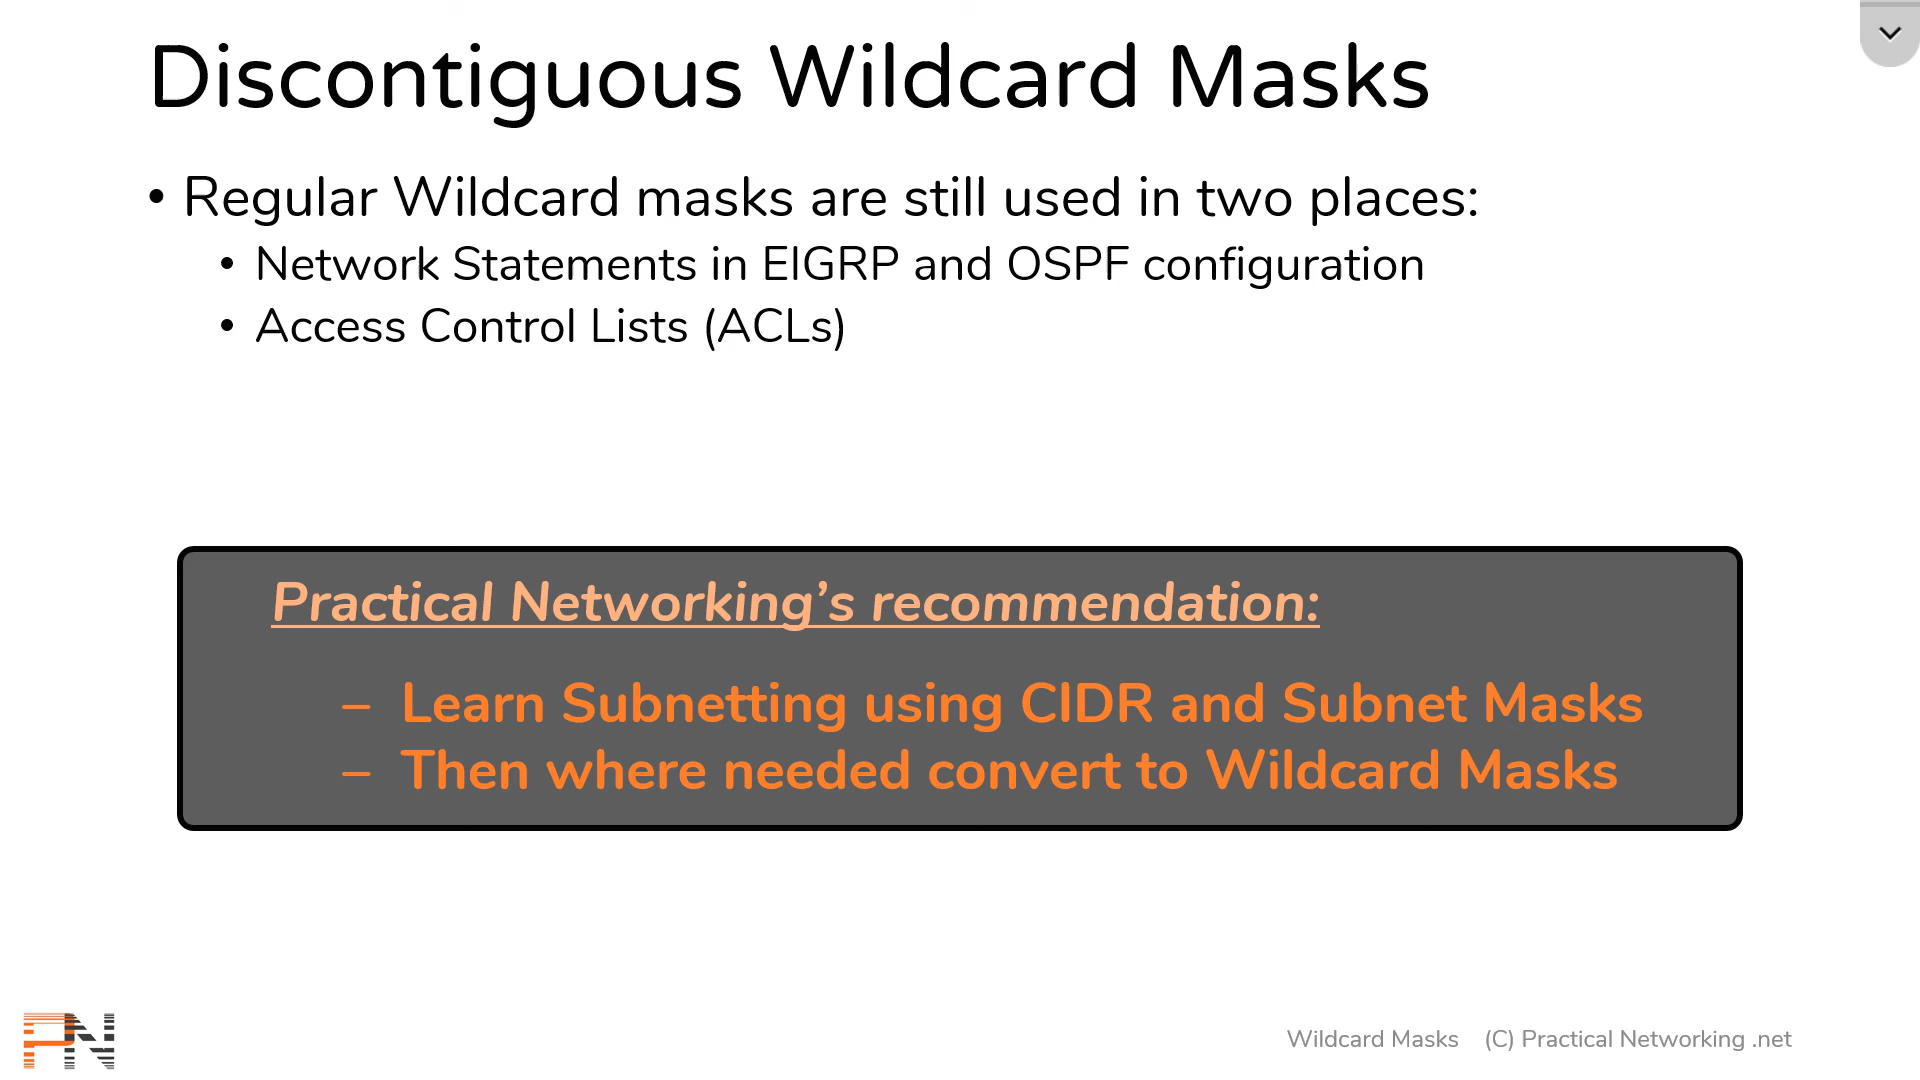 Discontiguous Wildcard Masks
• Regular Wildcard masks are still used in two places:
• Network Statements in EIGRP and OSPF configuration
• Access Control Lists (ACLs)
Practical Networking’s recommendation:
– Learn Subnetting using CIDR and Subnet Masks
– Then where needed convert to Wildcard Masks
PN
Wildcard Masks (C) Practical Networking .net